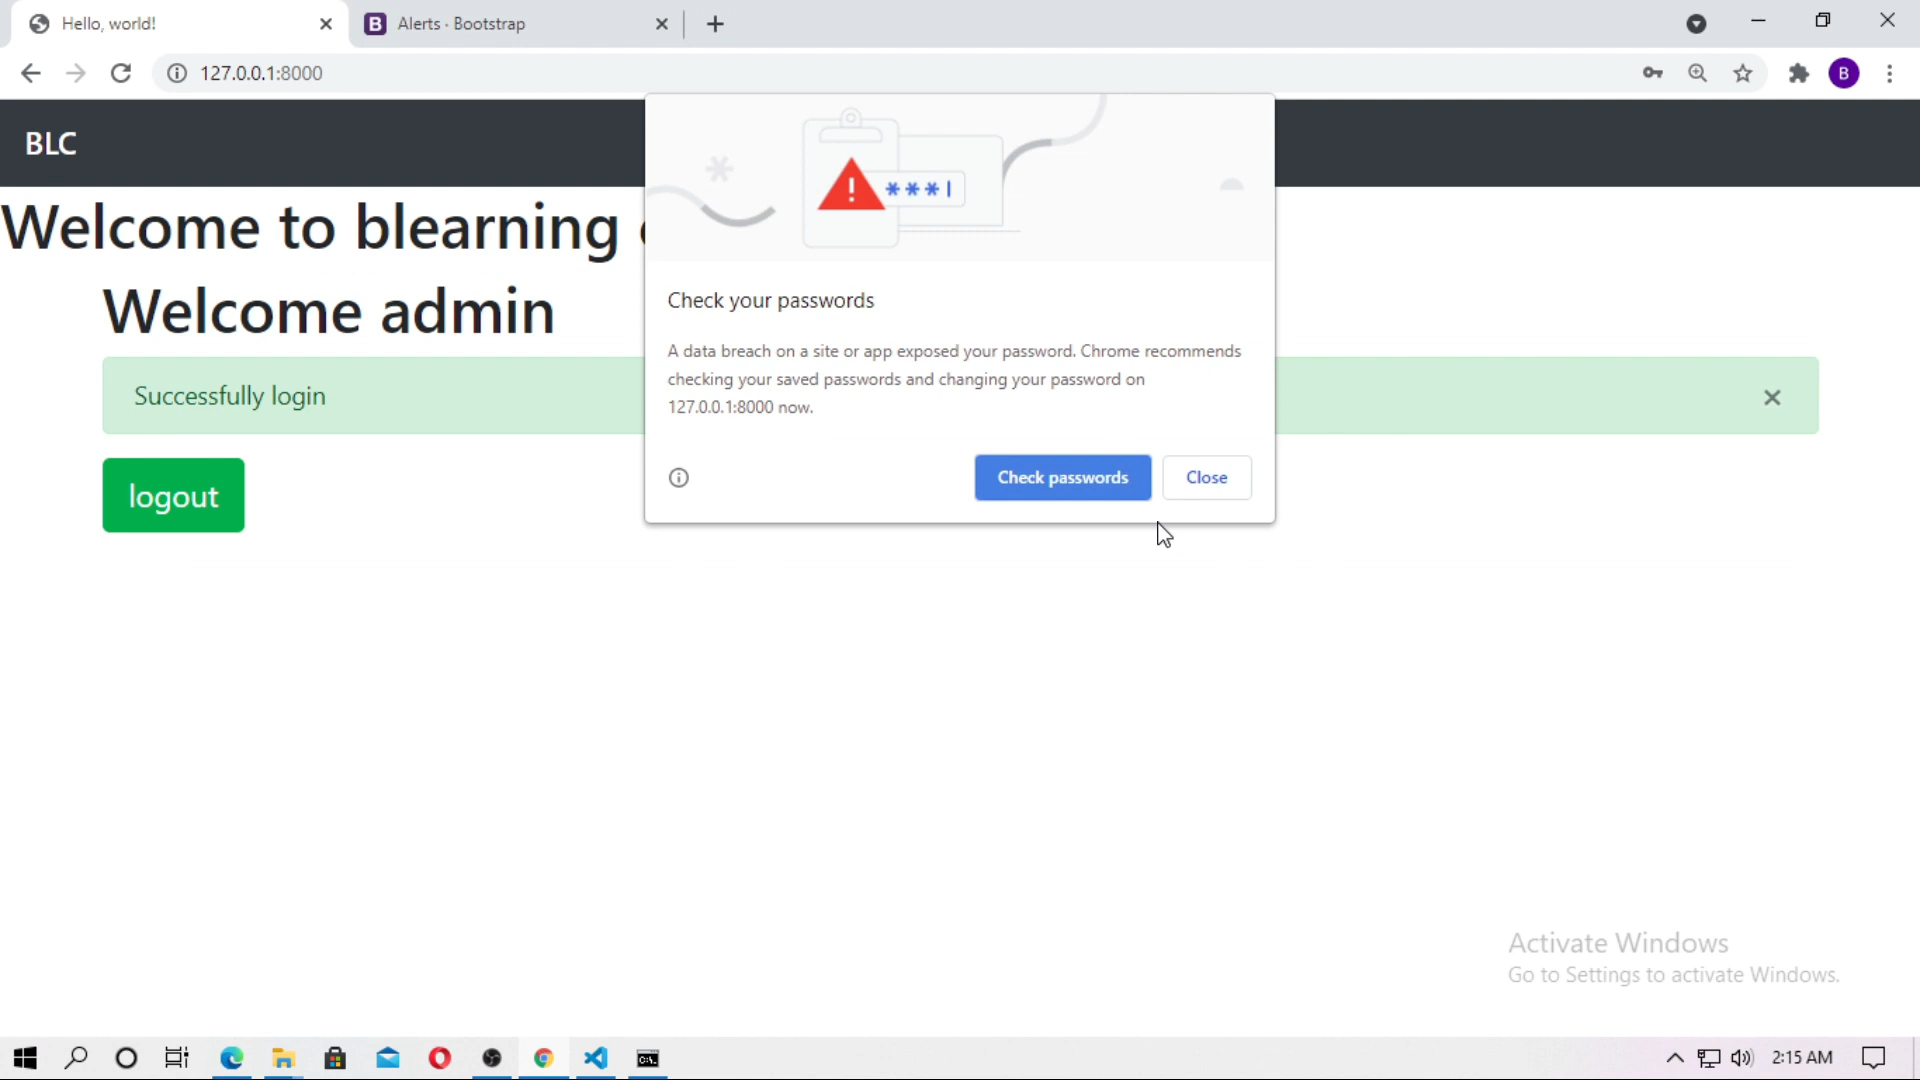 Hello, world!
Alerts · Bootstrap
127.0.0.1:8000
B
BLC
Welcome to blearning
Welcome admin
Successfully login
logout
Check your passwords
A data breach on a site or app exposed your password. Chrome recommends
checking your saved passwords and changing your password on
127.0.0.1:8000 now.
Check passwords
Close
Activate Windows
Go to Settings to activate Windows.
2:15 AM